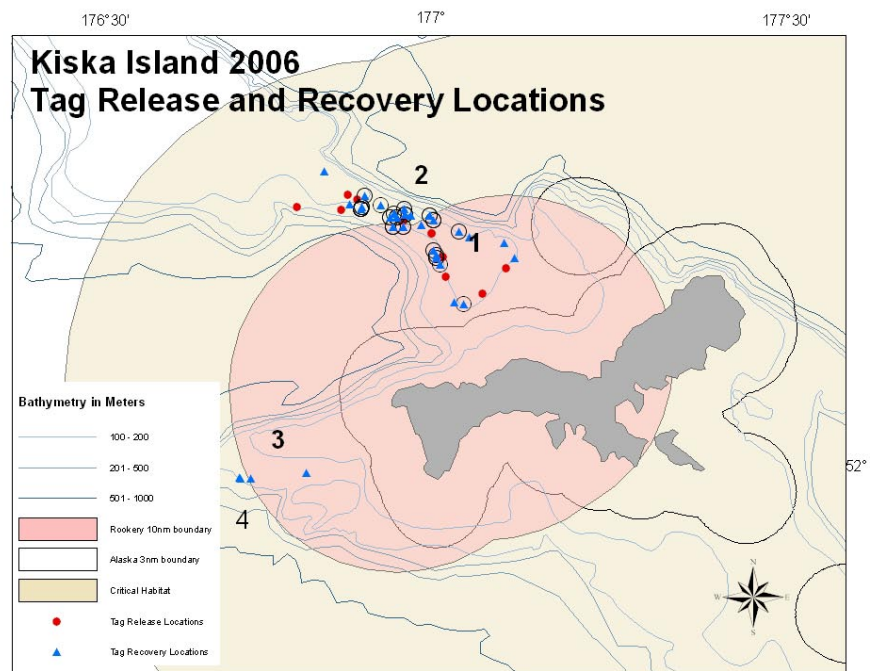 176°30'
177°
177°30'
Kiska Island 2006
Tag Release and Recovery Locations
2
1
Bathymetry in Meters
100 - 200
201 - 500
501 - 1000
Rookery 10nm boundary
Alaska 3nm boundary
Critical Habitat
Tag Release Locations
Tag Recovery Locations
3
4
52°
N
W
E
S